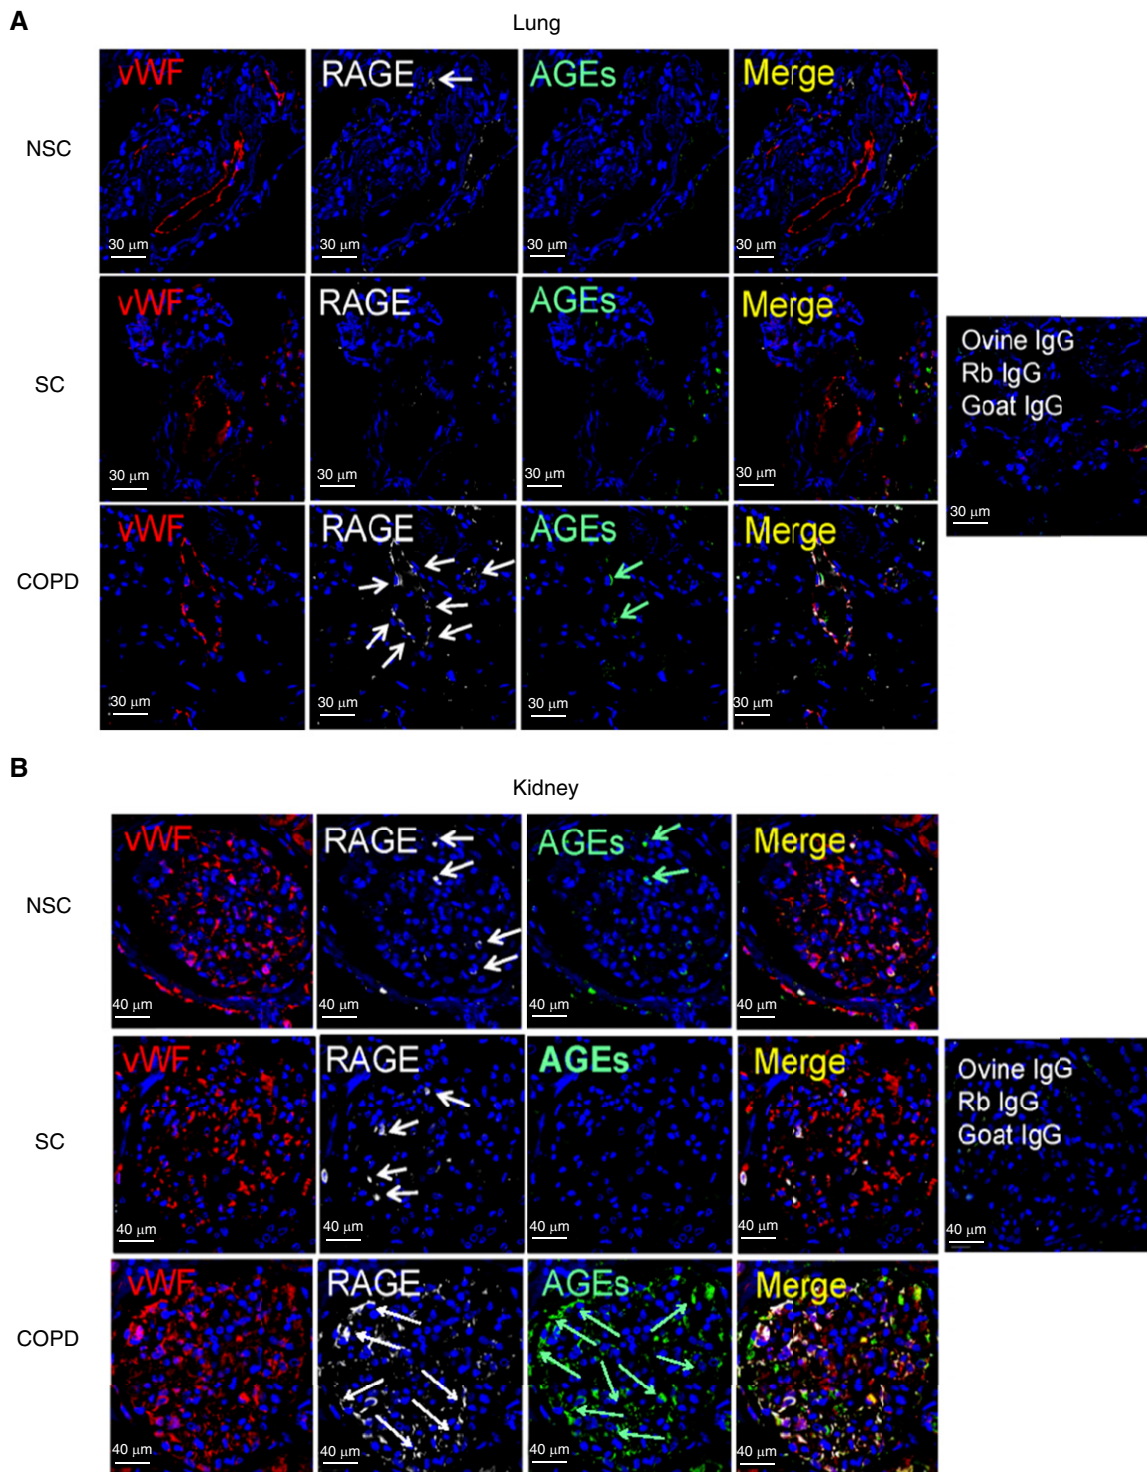 A
Lung
vWF
RAGE
AGEs
Merge
NSC
30 μm
30 μm
30 μm
30 μm
vWF
RAGE
AGEs
Merge
Ovine IgG
Rb IgG
Goat IgG
SC
30 μm
30 μm
30 μm
30 μm
30 μm
vWF
RAGE
AGEs
Merge
COPD
30 μm
30 μm
30 μm
30 μm
B
Kidney
vWF
RAGE
AGEs
Merge
NSC
40 μm
40 μm
40 μm
40 μm
vWF
RAGE
AGEs
Merge
Ovine IgG
Rb IgG
Goat IgG
SC
40 μm
40 μm
40 μm
40 μm
40 μm
vWF
RAGE
AGEs
Merge
COPD
40 μm
40 μm
40 μm
40 μm